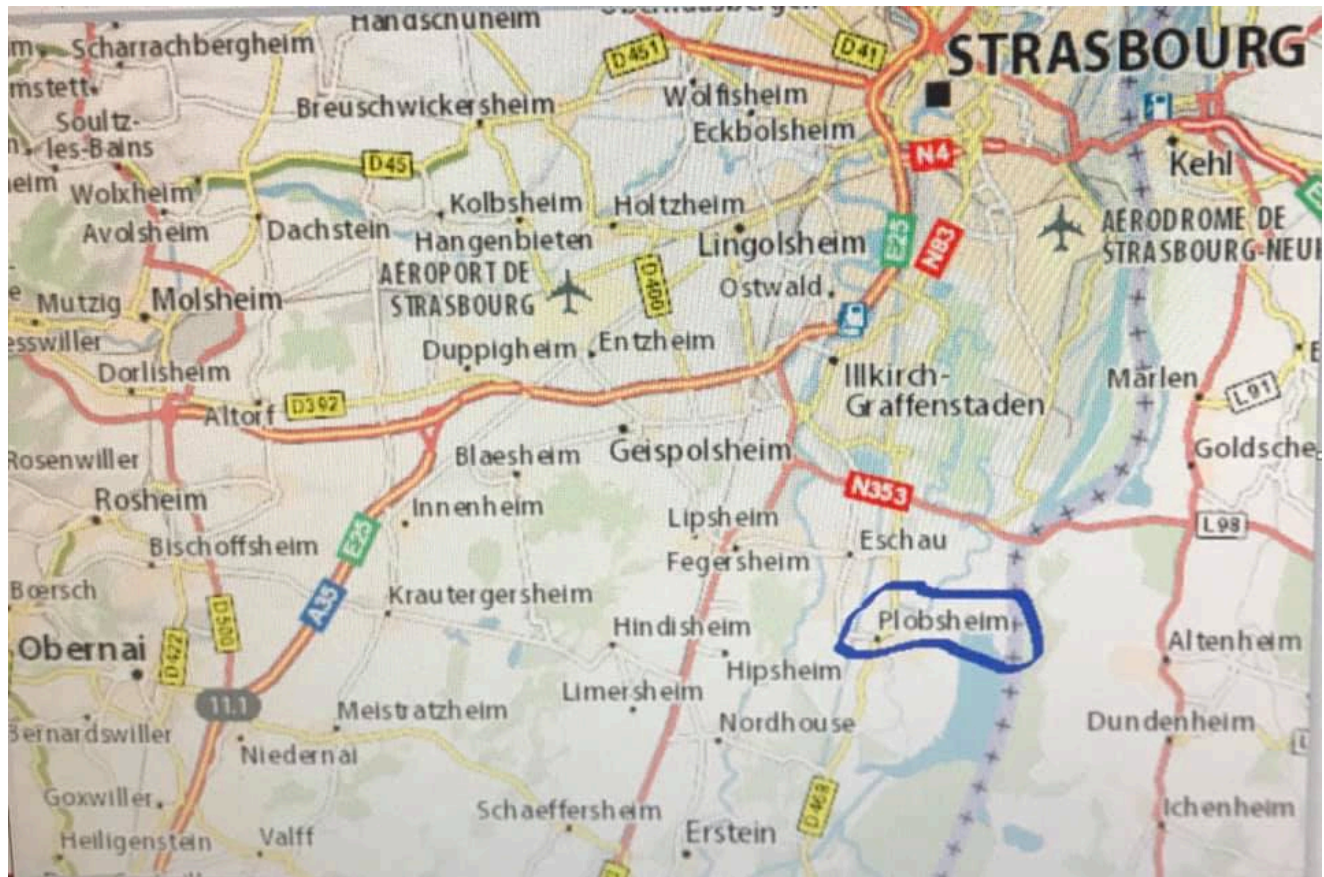 Handschuheim
STRASBOURG
Scharrachbergheim
D451
D41
Wolfisheim
Breuschwickersheim
Eckbolsheim
Soultz-
les-Bains
N4
Kehl
D45
Wolxheim
Kolbsheim
Holtzheim
Avolsheim
Dachstein
Hangenbieten
Lingolsheim
E25
N83
AÉRODROME DE
STRASBOURG-NEU
AÉROPORT DE
STRASBOURG
D400
Ostwald
Mutzig
Molsheim
Duppigheim
Entzheim
Dorlisheim
Illkirch-
Graffenstaden
Marlen
L91
Altorf
D392
Geispolsheim
Blaesheim
Goldsche
Rosenwiller
Rosheim
Innenheim
N353
Lipsheim
L98
Bischoffsheim
E25
Eschau
Fegersheim
Bœrsch
A35
Krautergersheim
D500
D422
Hindisheim
Plobsheim
Altenheim
Obernai
Hipsheim
Limersheim
11.1
Meistratzheim
Nordhouse
Dundenheim
Bernardswiller
Niedernai
Goxwiller
Schaeffersheim
D468
Ichenheim
Heiligenstein
Valff
Erstein